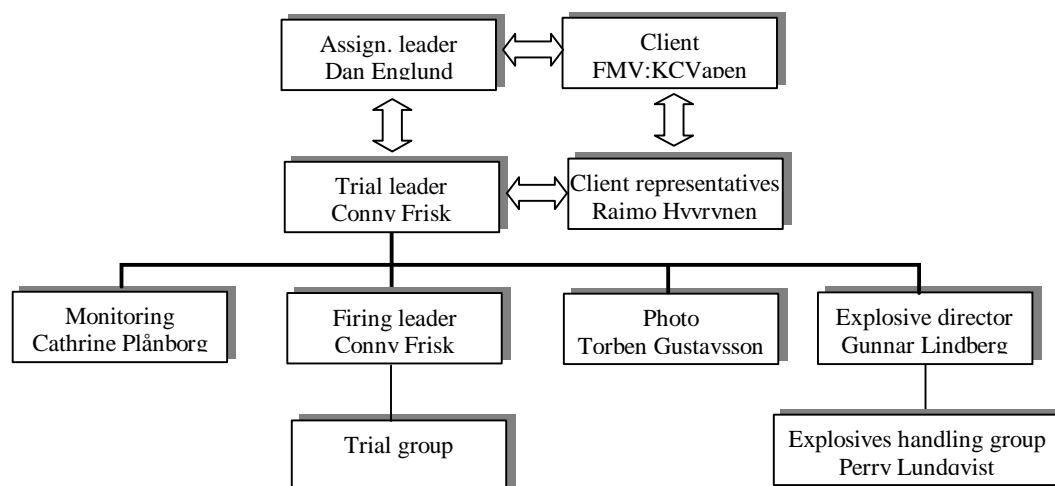 Assign. leader
Dan Englund
Client
FMV:KCVapen
Trial leader
Conny Frisk
Client representatives
Raimo Hyyrynen
Monitoring
Cathrine Plånborg
Firing leader
Conny Frisk
Photo
Torben Gustavsson
Explosive director
Gunnar Lindberg
Trial group
Explosives handling group
Perry Lundqvist